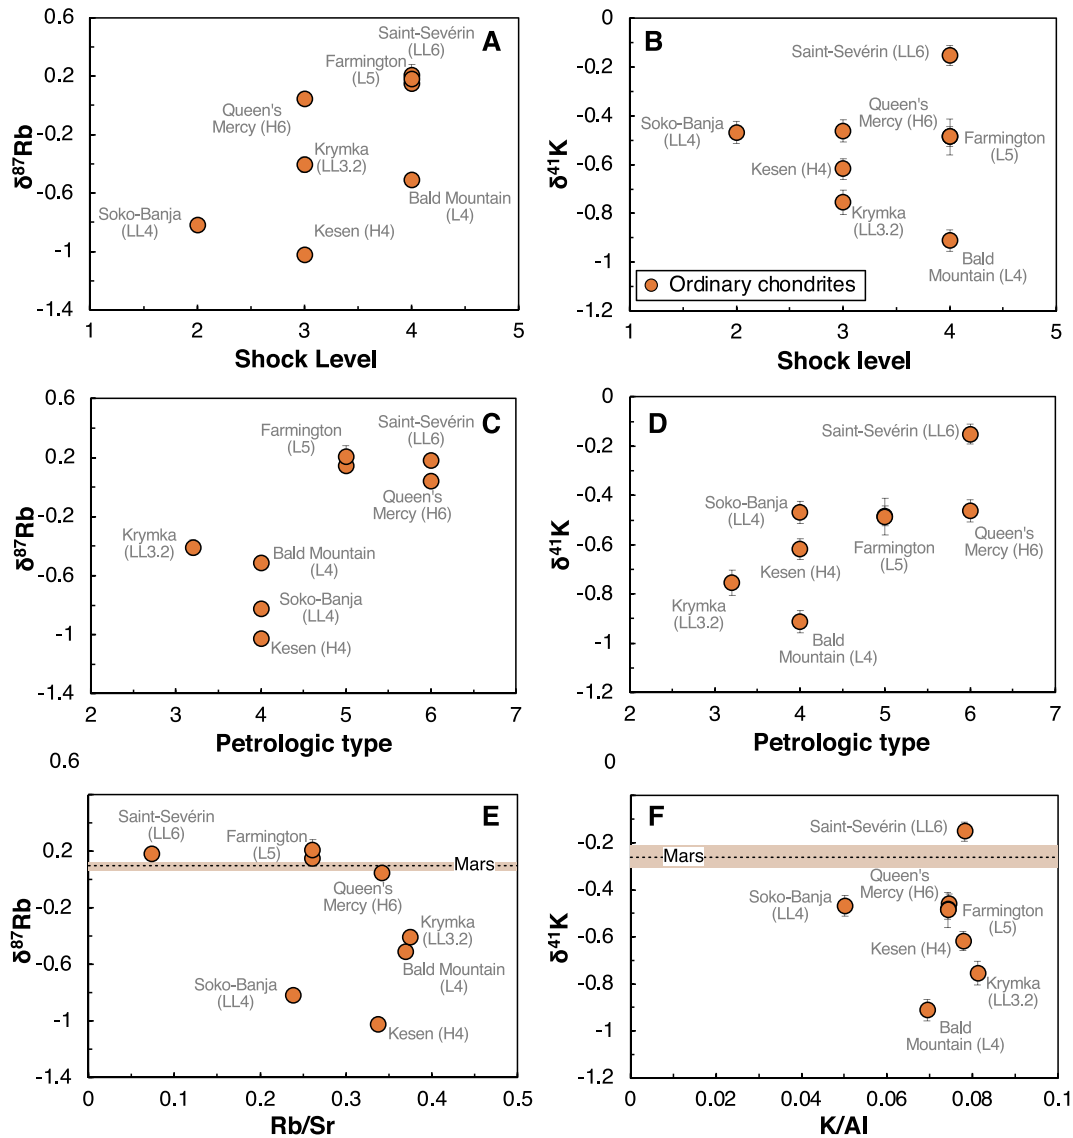 A
0.6
0.2
-0.2
-0.6
-1
-1.4
δ87Rb
Saint-Sevérin
(LL6)
Farmington
(L5)
Queen's
Mercy (H6)
Krymka
(LL3.2)
Bald Mountain
(L4)
Soko-Banja
(LL4)
Kesen (H4)
1 2 3 4 5
Shock Level
B
0
-0.2
-0.4
-0.6
-0.8
-1
-1.2
δ41K
Saint-Sevérin (LL6)
Queen's
Mercy (H6)
Soko-Banja
(LL4)
Farmington
(L5)
Kesen (H4)
Krymka
(LL3.2)
Bald
Mountain (L4)
Ordinary chondrites
1 2 3 4 5
Shock level
C
0.6
0.2
-0.2
-0.6
-1
-1.4
δ87Rb
Farmington
(L5)
Saint-Sevérin
(LL6)
Queen's
Mercy (H6)
Krymka
(LL3.2)
Bald Mountain
(L4)
Soko-Banja
(LL4)
Kesen (H4)
2 3 4 5 6 7
Petrologic type
D
0
-0.2
-0.4
-0.6
-0.8
-1
-1.2
δ41K
Saint-Sevérin (LL6)
Soko-Banja
(LL4)
Queen's
Mercy (H6)
Farmington
(L5)
Kesen (H4)
Krymka
(LL3.2)
Bald
Mountain (L4)
2 3 4 5 6 7
Petrologic type
E
0.6
0.2
-0.2
-0.6
-1
-1.4
δ87Rb
Saint-Sevérin
(LL6)
Farmington
(L5)
Mars
Queen's
Mercy (H6)
Krymka
(LL3.2)
Bald Mountain
(L4)
Soko-Banja
(LL4)
Kesen (H4)
0 0.1 0.2 0.3 0.4 0.5
Rb/Sr
F
0
-0.2
-0.4
-0.6
-0.8
-1
-1.2
δ41K
Saint-Sevérin (LL6)
Mars
Queen's
Mercy (H6)
Soko-Banja
(LL4)
Farmington
(L5)
Kesen (H4)
Krymka
(LL3.2)
Bald
Mountain (L4)
0 0.02 0.04 0.06 0.08 0.1
K/Al